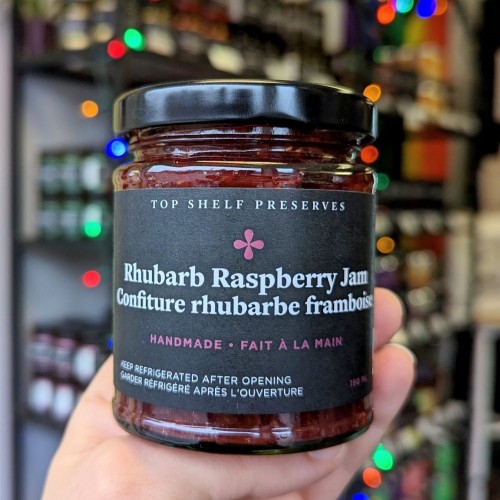 TOP SHELF PRESERVES
Rhubarb Raspberry Jam
Confiture rhubarbe framboise
HANDMADE • FAIT À LA MAIN
KEEP REFRIGERATED AFTER OPENING
GARDER RÉFRIGÉRÉ APRÈS L'OUVERTURE